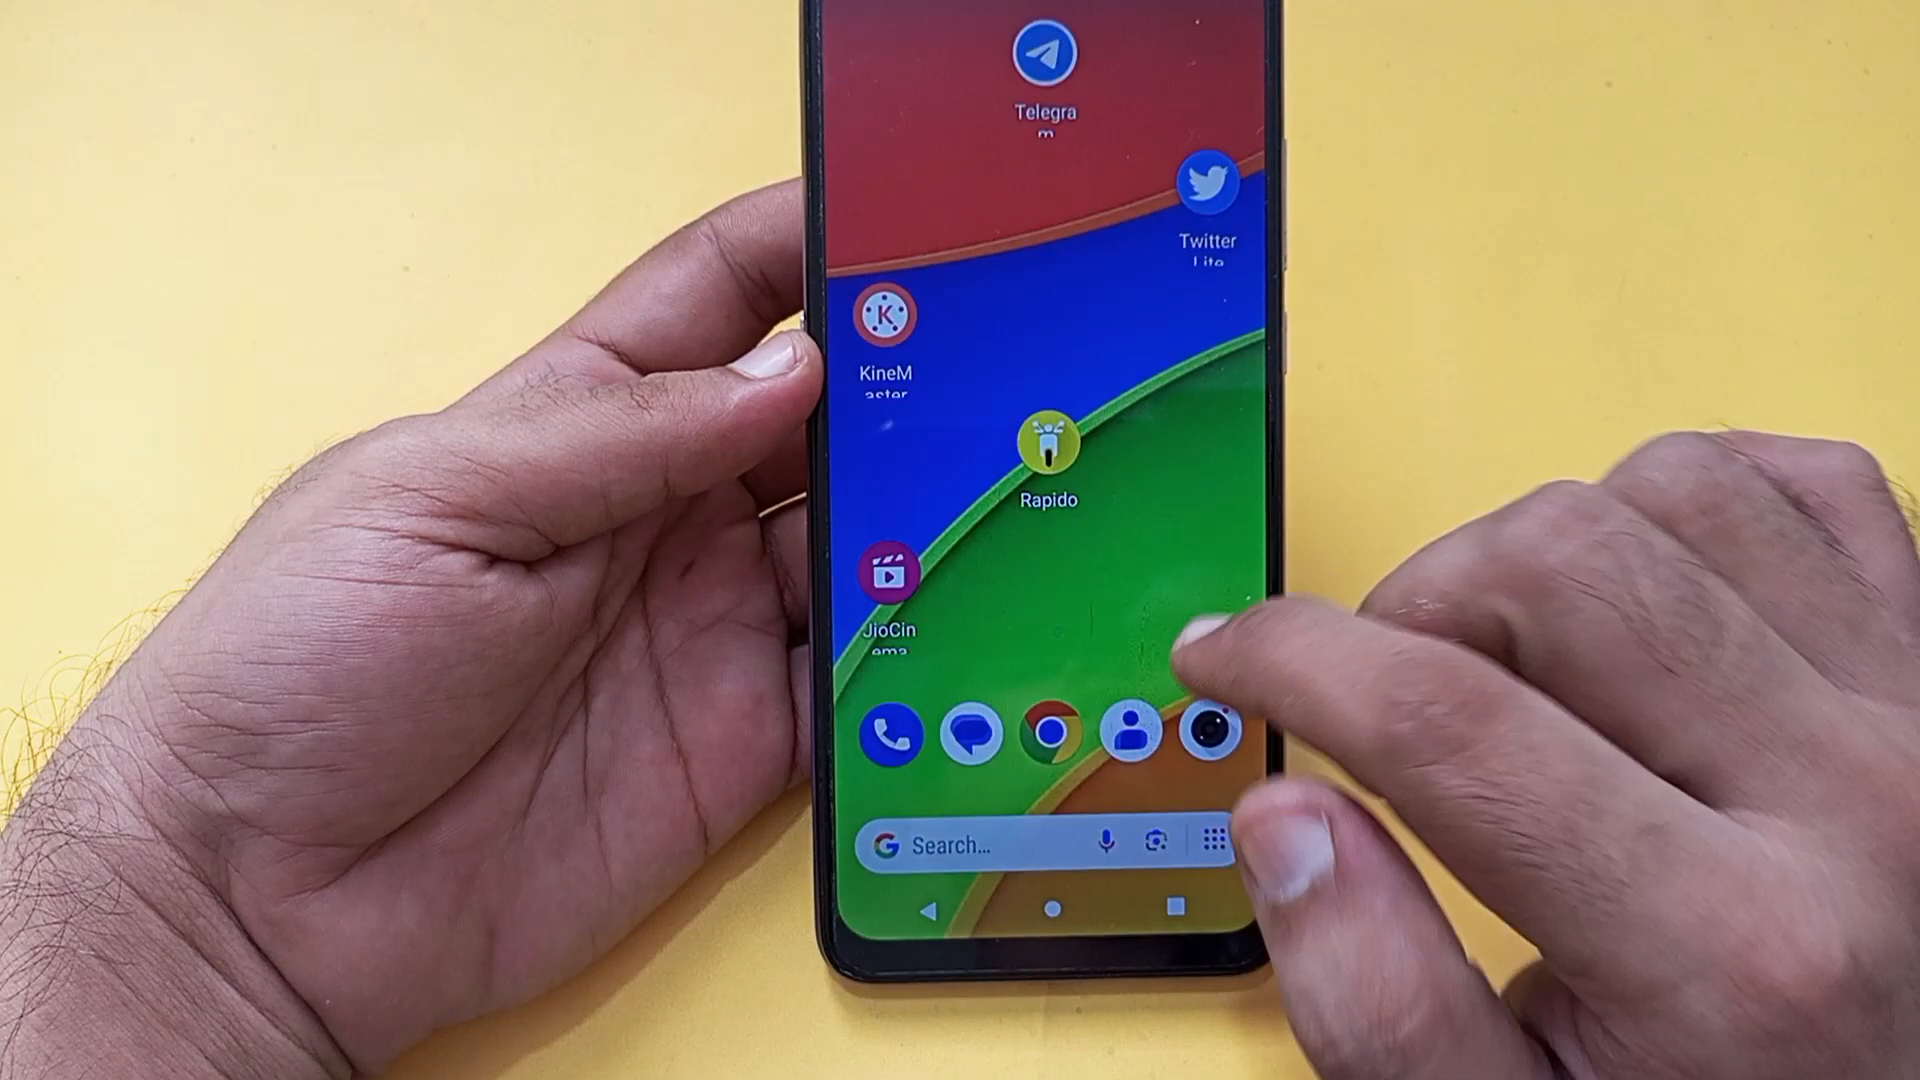 Telegra
m
Twitter
Lite
KineM
aster
K
Rapido
JioCin
ema
G Search...